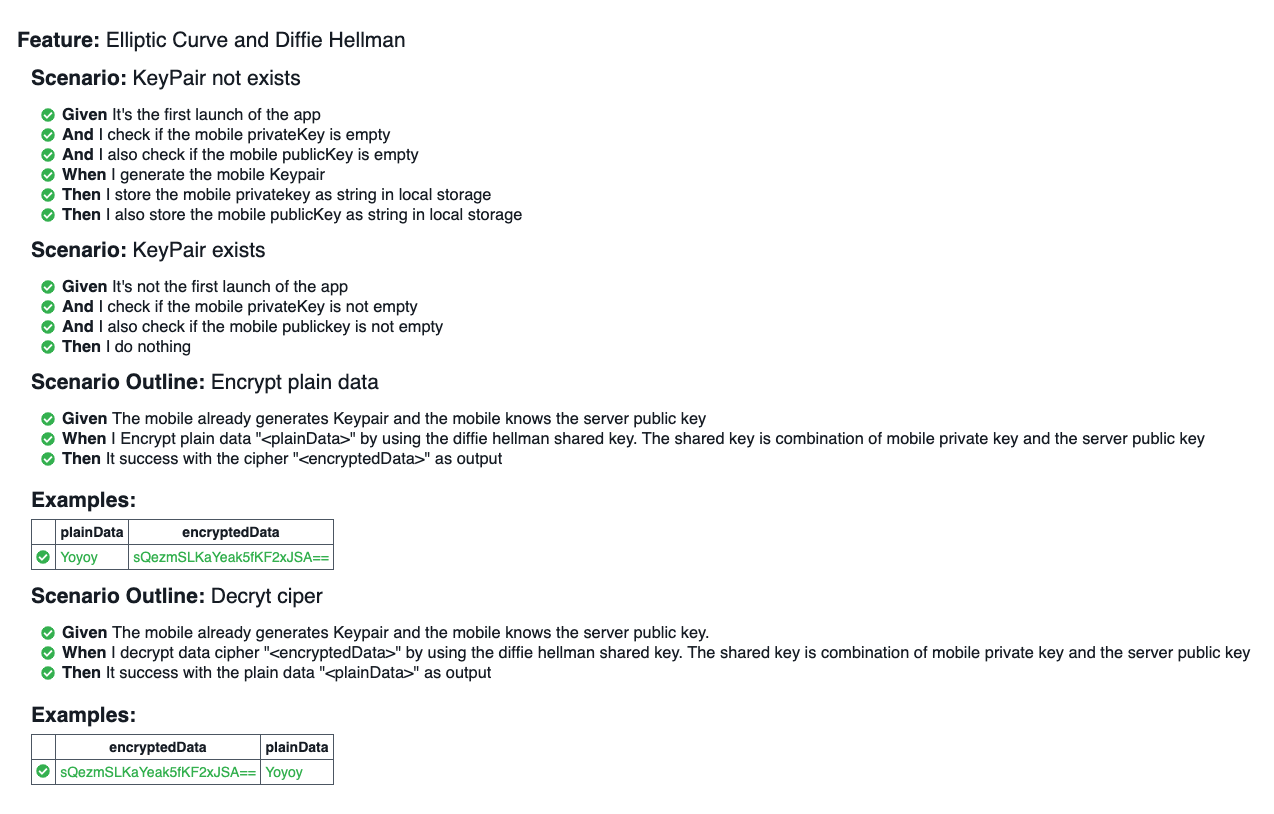 Feature: Elliptic Curve and Diffie Hellman
Scenario: KeyPair not exists
Given It's the first launch of the app
And I check if the mobile privateKey is empty
And I also check if the mobile publicKey is empty
When I generate the mobile Keypair
Then I store the mobile privatekey as string in local storage
Then I also store the mobile publicKey as string in local storage
Scenario: KeyPair exists
Given It's not the first launch of the app
And I check if the mobile privateKey is not empty
And I also check if the mobile publickey is not empty
Then I do nothing
Scenario Outline: Encrypt plain data
Given The mobile already generates Keypair and the mobile knows the server public key
When I Encrypt plain data "<plainData>" by using the diffie hellman shared key. The shared key is combination of mobile private key and the server public key
Then It success with the cipher "<encryptedData>" as output
Examples:
plainData encryptedData
Yoyoy sQezmSLKaYeak5fKF2xJSA==
Scenario Outline: Decryt ciper
Given The mobile already generates Keypair and the mobile knows the server public key.
When I decrypt data cipher "<encryptedData>" by using the diffie hellman shared key. The shared key is combination of mobile private key and the server public key
Then It success with the plain data "<plainData>" as output
Examples:
encryptedData plainData
sQezmSLKaYeak5fKF2xJSA== Yoyoy